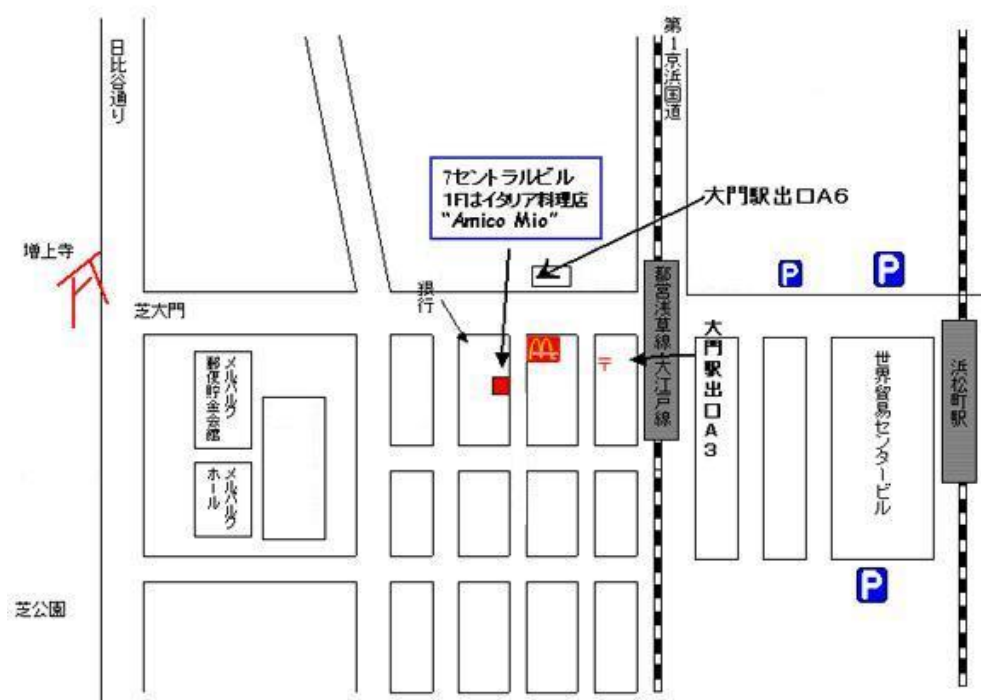 日比谷通り
第1京浜国道
7セントラルビル
1Fはイタリア料理店
“Amico Mio”
大門駅出口A6
増上寺
芝大門
銀行
都営浅草線・大江戸線
大門駅出口A3
〒
メルパルク
郵便貯金会館
メルパルク
ホール
世界貿易センタービル
浜松町駅
芝公園
P
P
P